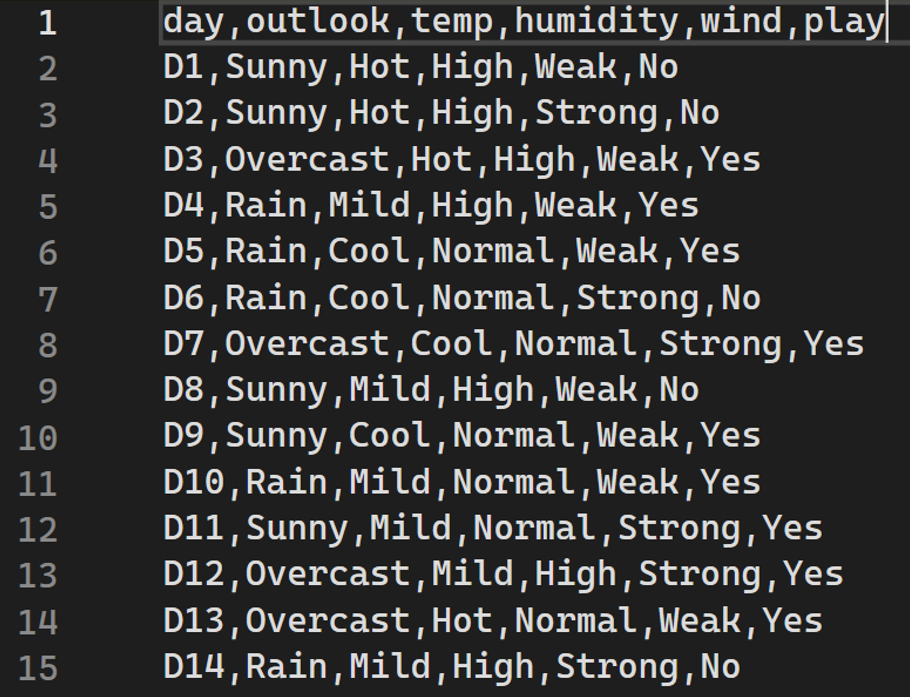 1 day,outlook,temp,humidity,wind,play
2 D1,Sunny,Hot,High,Weak,No
3 D2,Sunny,Hot,High,Strong,No
4 D3,Overcast,Hot,High,Weak,Yes
5 D4,Rain,Mild,High,Weak,Yes
6 D5,Rain,Cool,Normal,Weak,Yes
7 D6,Rain,Cool,Normal,Strong,No
8 D7,Overcast,Cool,Normal,Strong,Yes
9 D8,Sunny,Mild,High,Weak,No
10 D9,Sunny,Cool,Normal,Weak,Yes
11 D10,Rain,Mild,Normal,Weak,Yes
12 D11,Sunny,Mild,Normal,Strong,Yes
13 D12,Overcast,Mild,High,Strong,Yes
14 D13,Overcast,Hot,Normal,Weak,Yes
15 D14,Rain,Mild,High,Strong,No